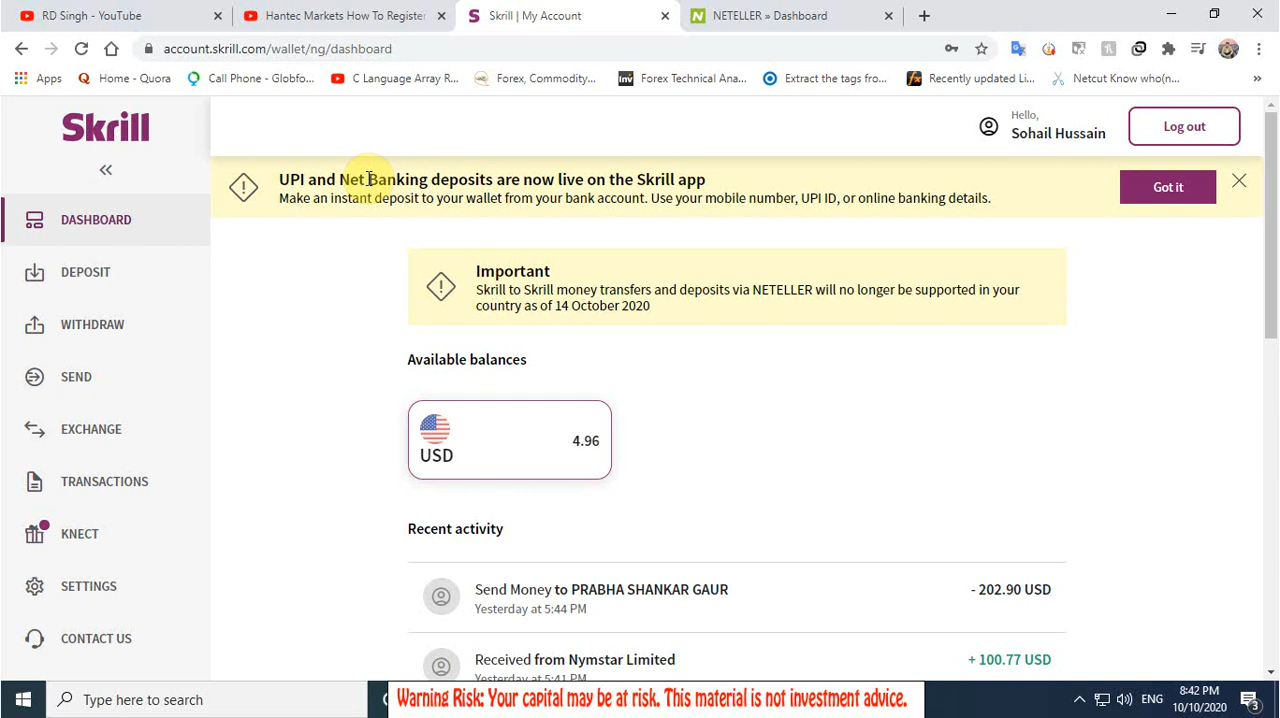 RD Singh - YouTube
Hantec Markets How To Register
Skrill | My Account
NETELLER » Dashboard
account.skrill.com/wallet/ng/dashboard
Apps
Home - Quora
Call Phone - Globfo...
C Language Array R...
Forex, Commodity...
Forex Technical Ana...
Extract the tags fro...
Recently updated Li...
Netcut Know who(n...
»
Skrill
Hello,
Sohail Hussain
Log out
UPI and Net Banking deposits are now live on the Skrill app
Make an instant deposit to your wallet from your bank account. Use your mobile number, UPI ID, or online banking details.
Got it
DASHBOARD
DEPOSIT
WITHDRAW
SEND
EXCHANGE
TRANSACTIONS
KNECT
SETTINGS
CONTACT US
Important
Skrill to Skrill money transfers and deposits via NETELLER will no longer be supported in your
country as of 14 October 2020
Available balances
USD
4.96
Recent activity
Send Money to PRABHA SHANKAR GAUR
- 202.90 USD
Yesterday at 5:44 PM
Received from Nymstar Limited
+ 100.77 USD
Yesterday at 5:41 PM
Type here to search
Warning Risk: Your capital may be at risk. This material is not investment advice.
ENG
8:42 PM
10/10/2020
3